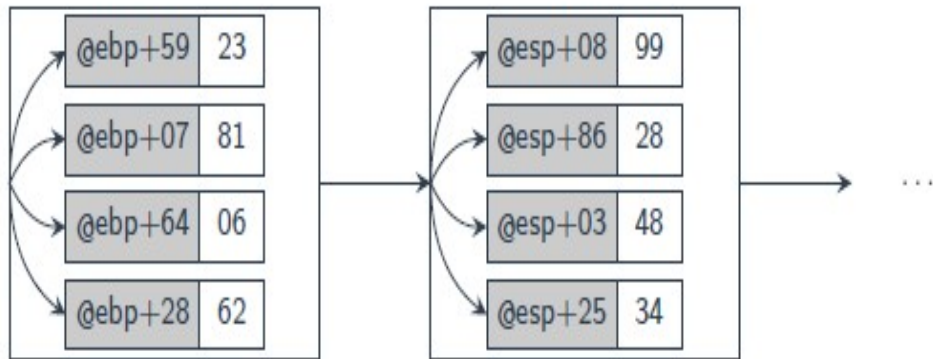 @ebp+59 23
@ebp+07 81
@ebp+64 06
@ebp+28 62
@esp+08 99
@esp+86 28
@esp+03 48
@esp+25 34
...